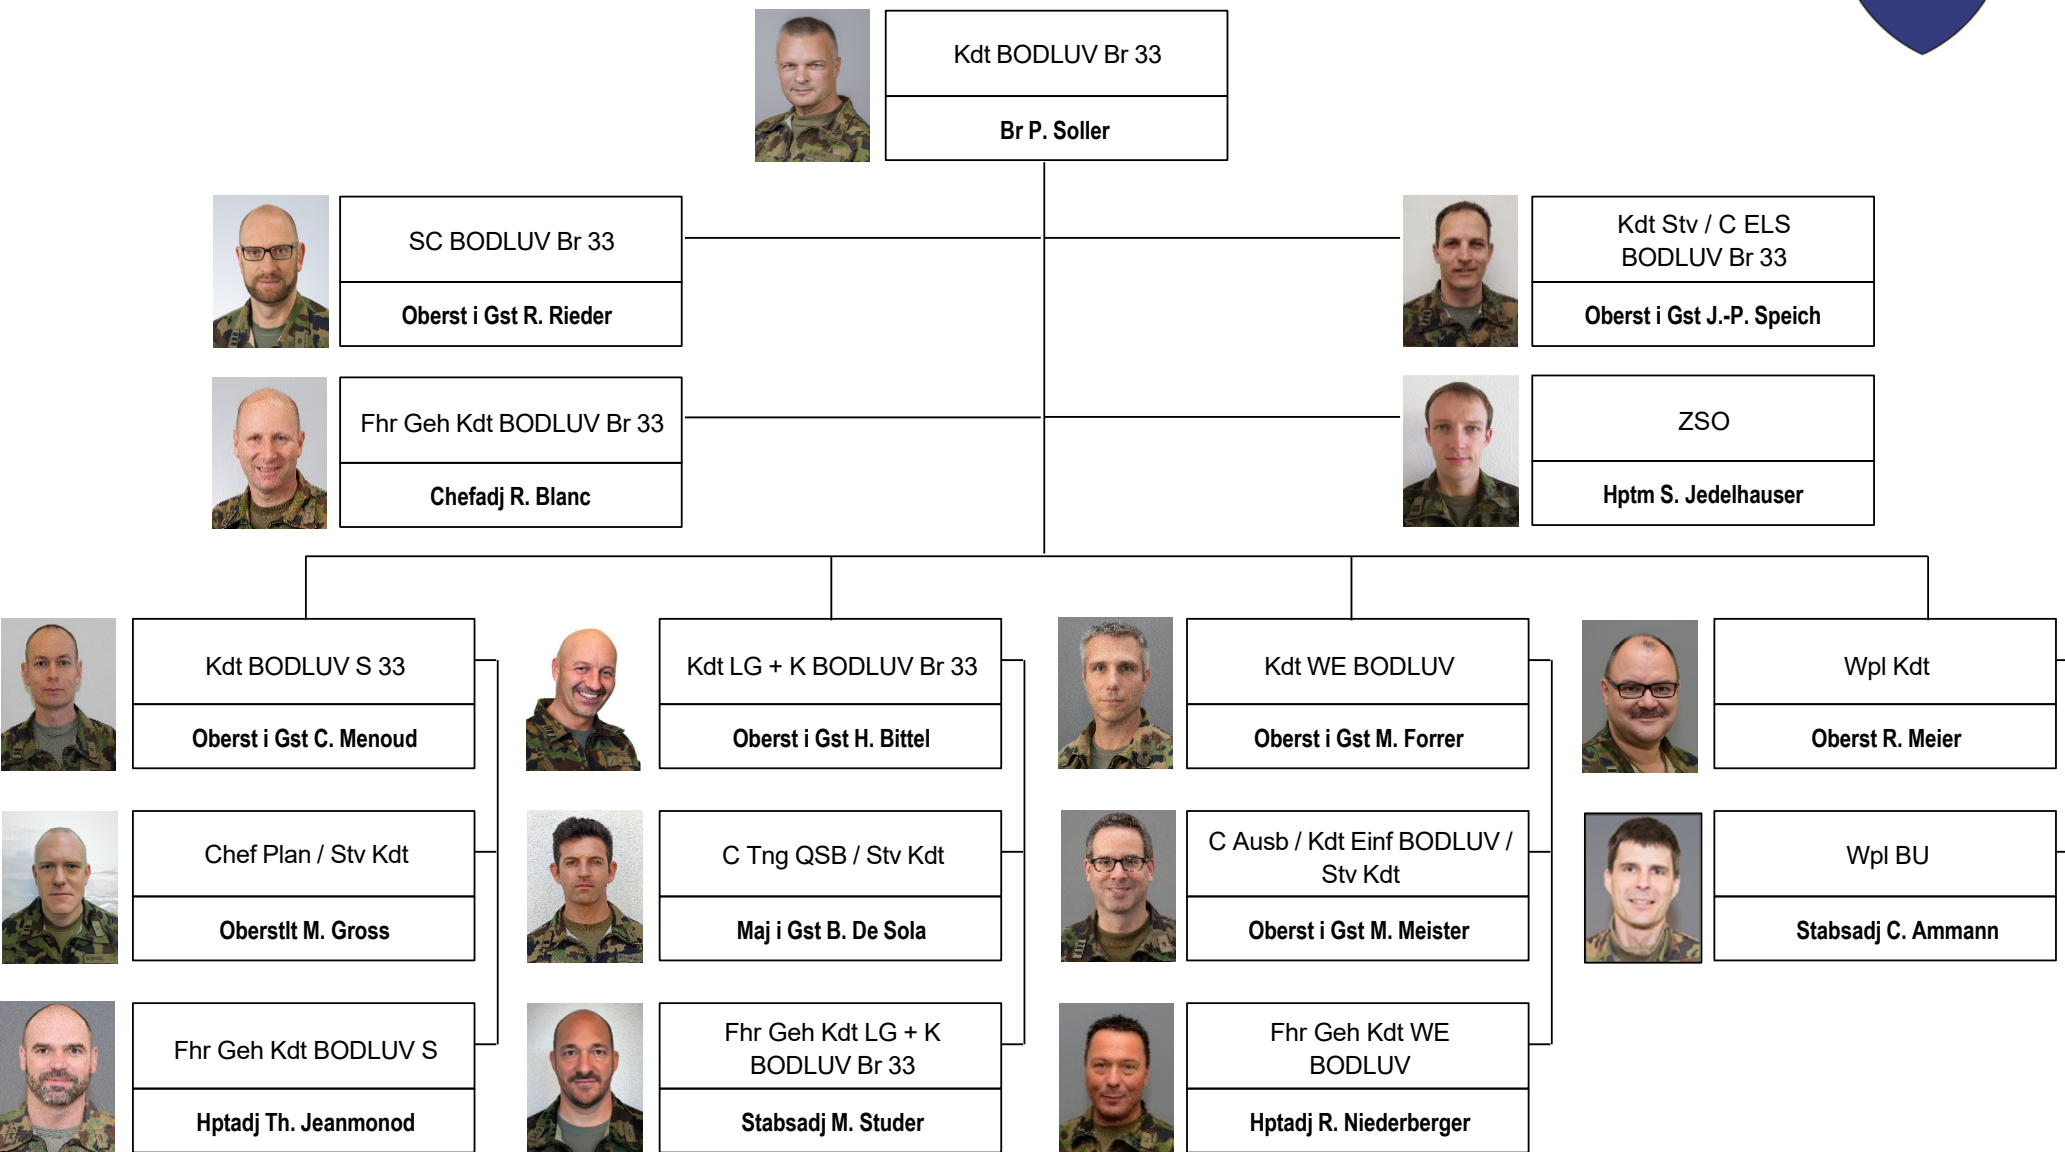 Kdt BODLUV Br 33
Br P. Soller
SC BODLUV Br 33
Oberst i Gst R. Rieder
Kdt Stv / C ELS
BODLUV Br 33
Oberst i Gst J.-P. Speich
Fhr Geh Kdt BODLUV Br 33
Chefadj R. Blanc
ZSO
Hptm S. Jedelhauser
Kdt BODLUV S 33
Oberst i Gst C. Menoud
Kdt LG + K BODLUV Br 33
Oberst i Gst H. Bittel
Kdt WE BODLUV
Oberst i Gst M. Forrer
Wpl Kdt
Oberst R. Meier
Chef Plan / Stv Kdt
Oberstlt M. Gross
C Tng QSB / Stv Kdt
Maj i Gst B. De Sola
C Ausb / Kdt Einf BODLUV /
Stv Kdt
Oberst i Gst M. Meister
Wpl BU
Stabsadj C. Ammann
Fhr Geh Kdt BODLUV S
Hptadj Th. Jeanmonod
Fhr Geh Kdt LG + K
BODLUV Br 33
Stabsadj M. Studer
Fhr Geh Kdt WE
BODLUV
Hptadj R. Niederberger